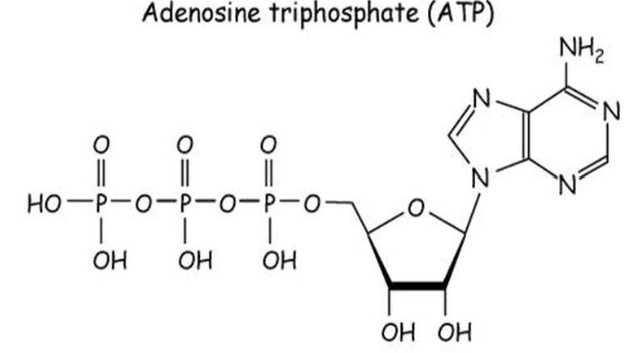 Adenosine triphosphate (ATP)
NH2
N N
O O O
N N
HO P O P O P O O
OH OH OH
OH OH